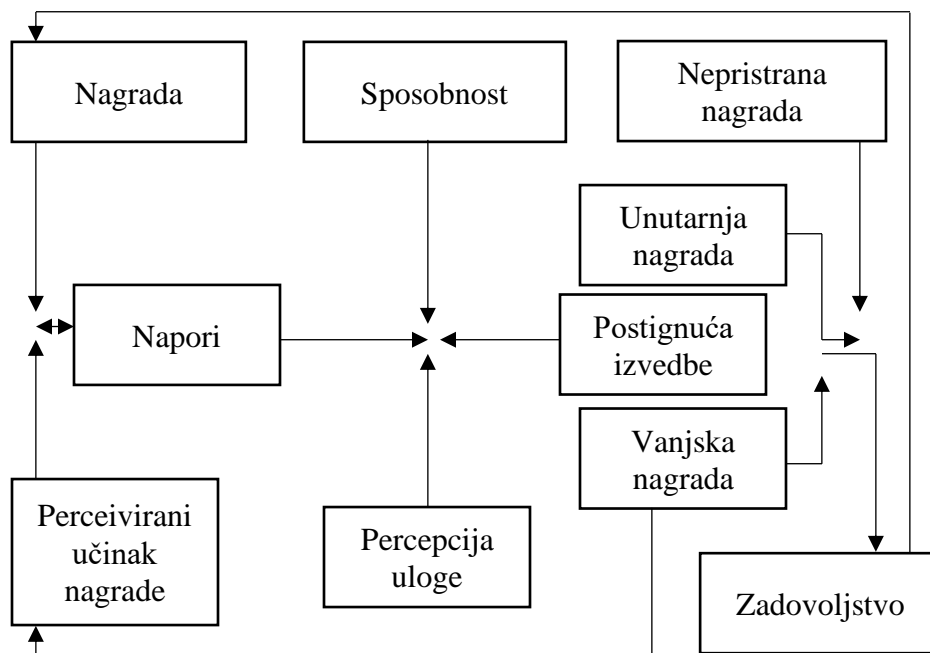 Nagrada
Sposobnost
Nepristrana
nagrada
Unutarnja
nagrada
Napori
Postignuća
izvedbe
Vanjska
nagrada
Perceivirani
učinak
nagrade
Percepcija
uloge
Zadovoljstvo